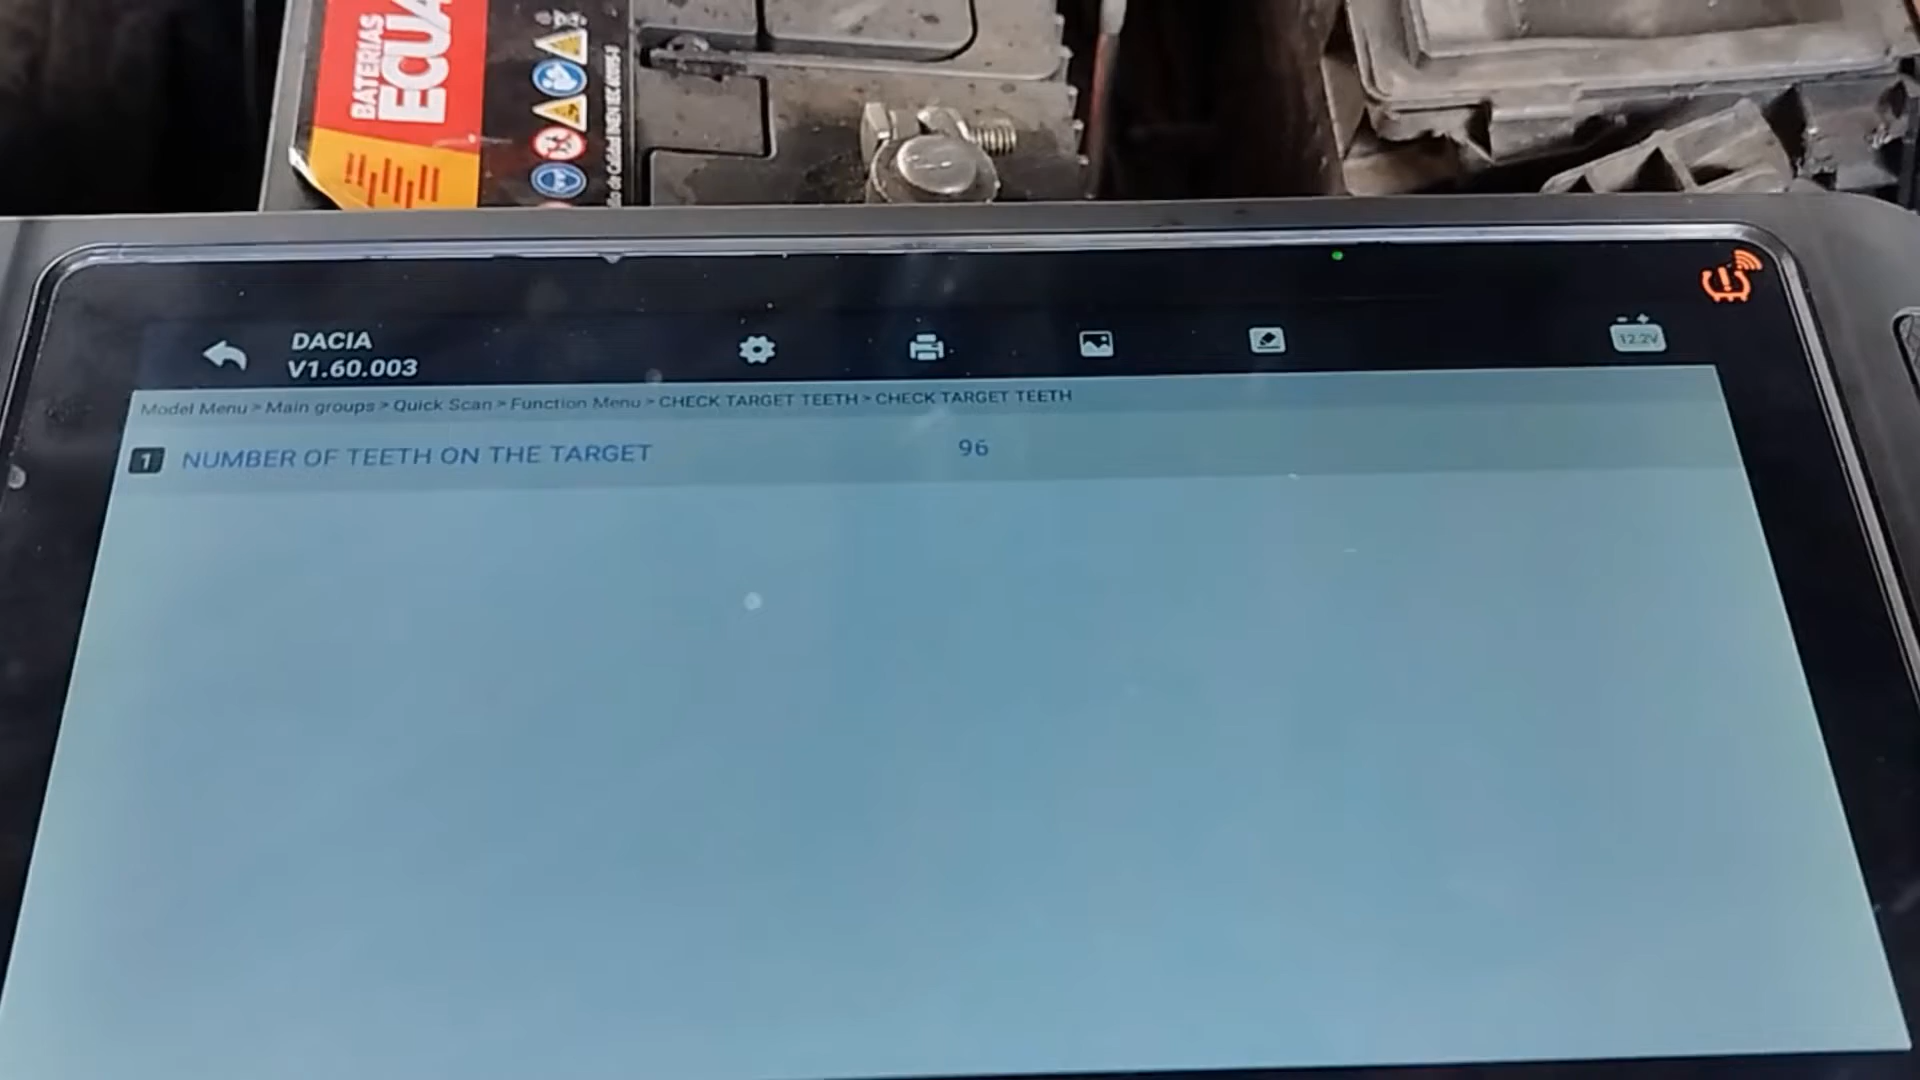 BATERIAS
ECUA
DACIA
V1.60.003
12.2V
Model Menu > Main groups > Quick Scan > Function Menu > CHECK TARGET TEETH > CHECK TARGET TEETH
1 NUMBER OF TEETH ON THE TARGET 96